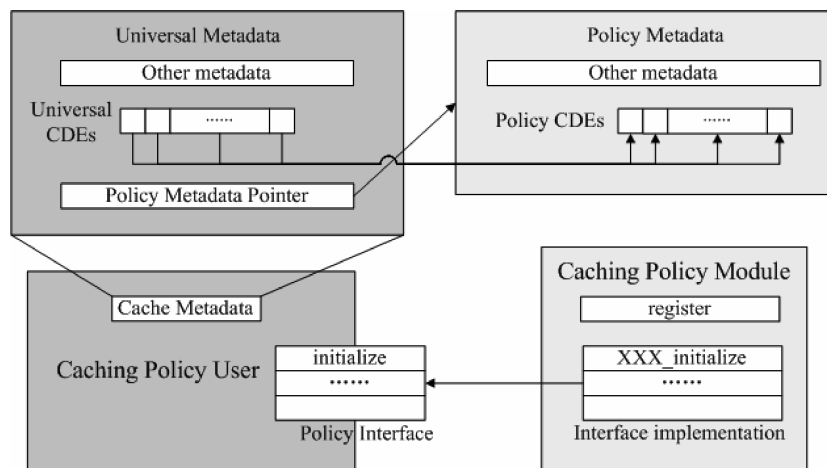 Universal Metadata
Other metadata
Universal
CDEs
......
Policy Metadata Pointer
Policy Metadata
Other metadata
Policy CDEs
......
Cache Metadata
Caching Policy User
initialize
......
Policy Interface
Caching Policy Module
register
XXX_initialize
......
Interface implementation